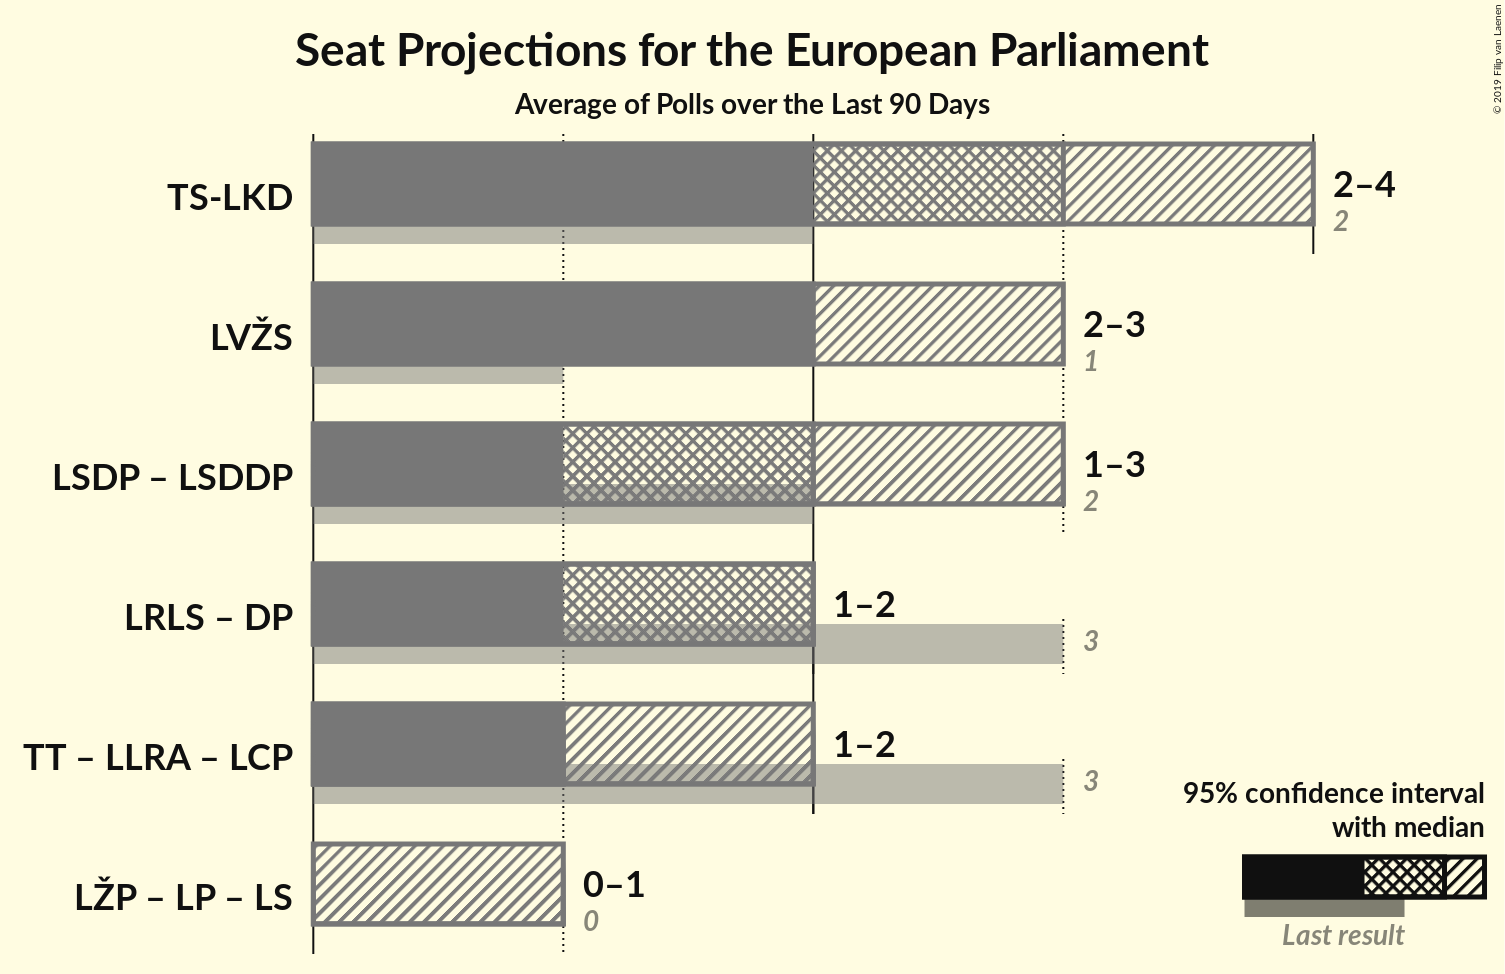 Seat Projections for the European Parliament
Average of Polls over the Last 90 Days
© 2019 Filip van Laenen
TS-LKD
2–4
2
LVŽS
2–3
1
LSDP – LSDDP
1–3
2
LRLS – DP
1–2
3
TT – LLRA – LCP
1–2
3
LŽP – LP – LS
0–1
0
95% confidence interval
with median
Last result